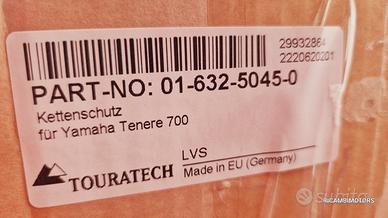 29932864
2220620201
PART-NO: 01-632-5045-0
Kettenschutz
für Yamaha Tenere 700
LVS
TOURATECH
Made in EU (Germany)
subito
RICAMBIMOTORS